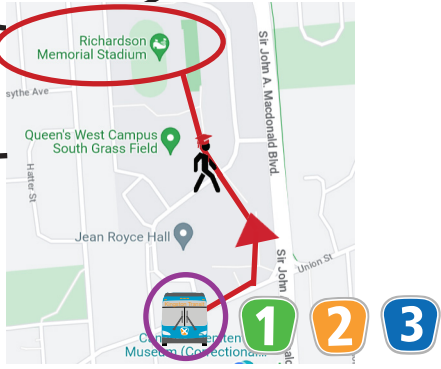 Richardson
Memorial Stadium
Sir John A. Macdonald Blvd.
sythe Ave
Queen's West Campus
South Grass Field
Hatter St
Jean Royce Hall
Sir John
Union St
1 2 3
Museum (Correctional...